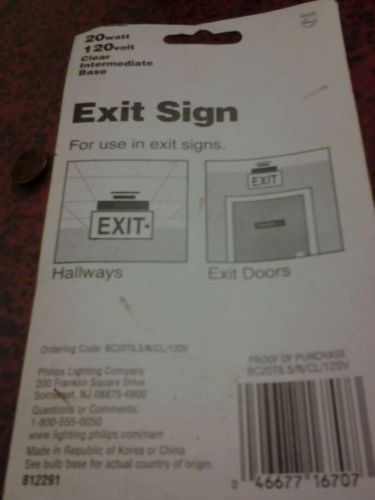 20watt
120volt
Clear
Intermediate
Base
Exit Sign
For use in exit signs.
EXIT
EXIT
Hallways
Exit Doors
Ordering Code: BC20T6.5/N/CL/120V
Philips Lighting Company
200 Franklin Square Drive
Somerset, NJ 08875-6800
Questions or Comments:
1-800-555-0050
www.lighting.philips.com/nam
Made in Republic of Korea or China
See bulb base for actual country of origin.
812291
PROOF OF PURCHASE
BC20T6.5/N/CL/120V
0 46677 16707